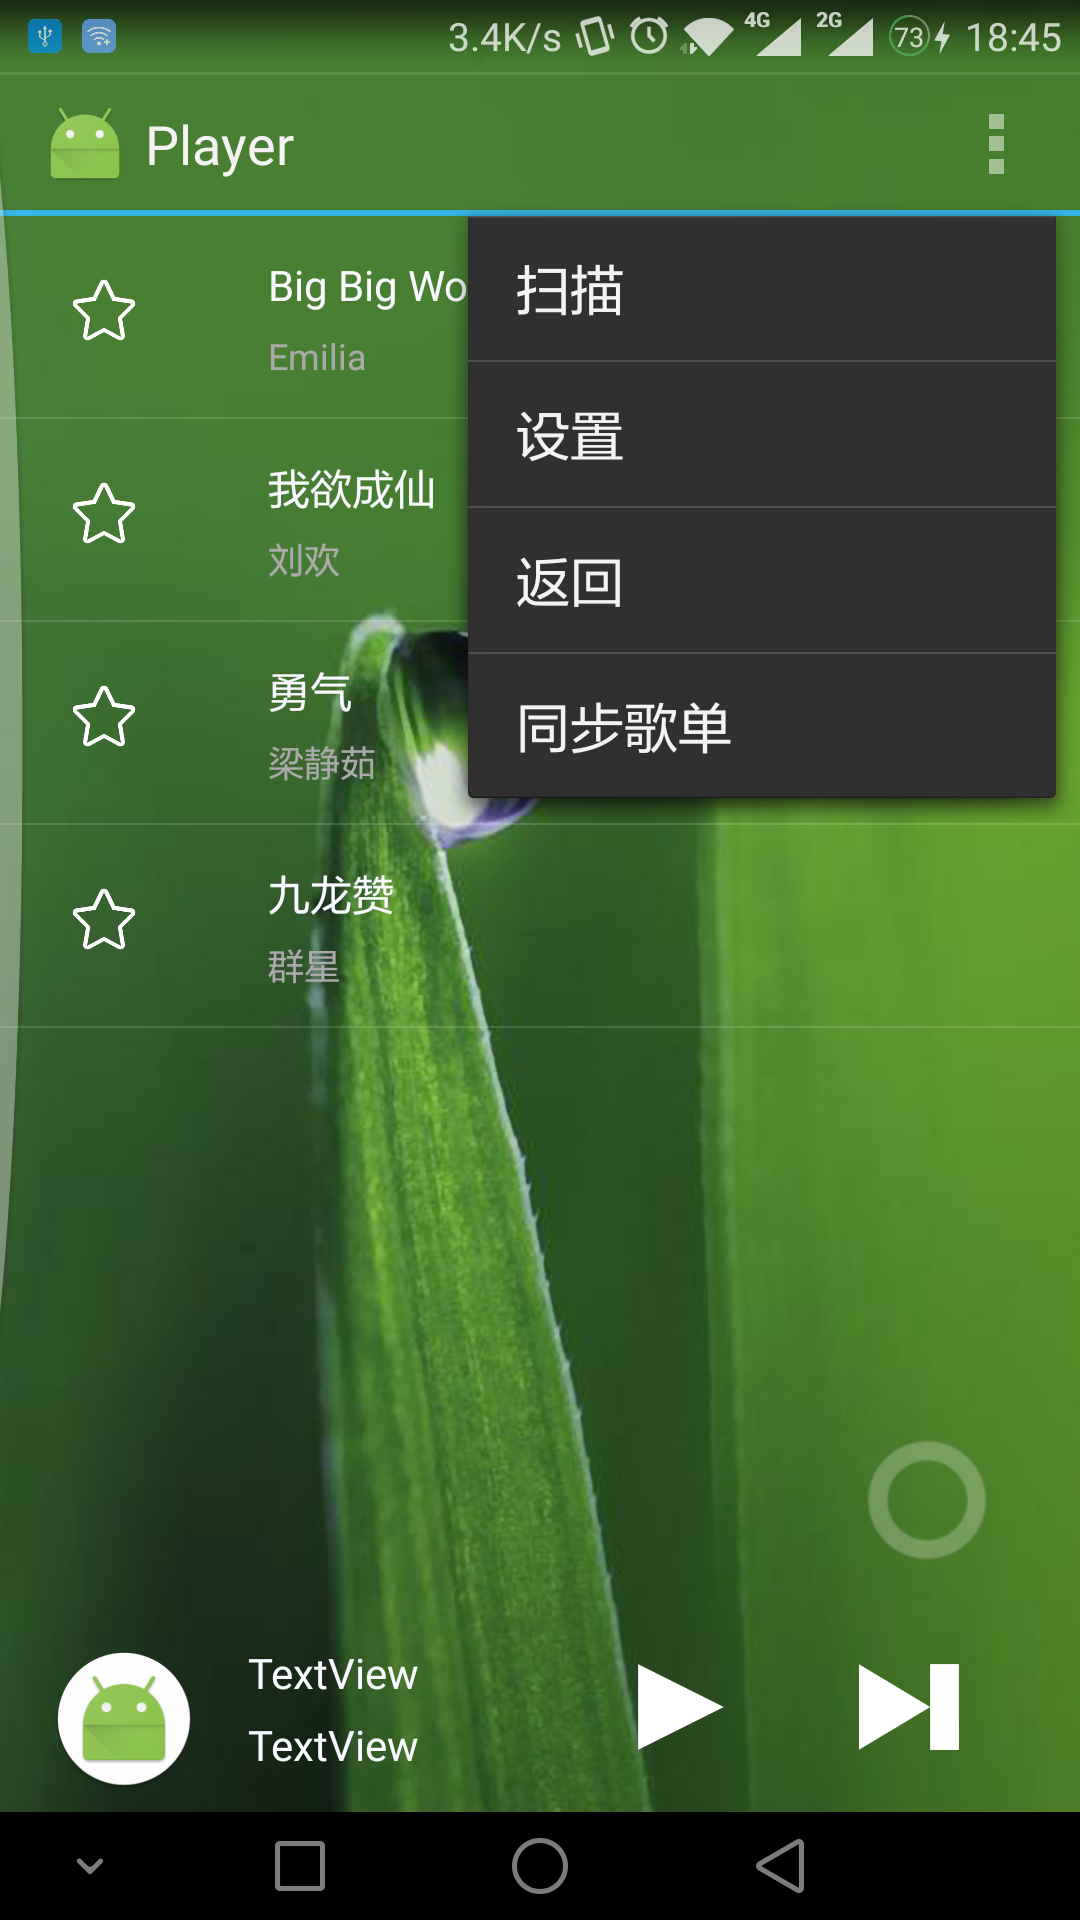 3.4K/s 4G 2G 73 18:45
Player
扫描
设置
返回
同步歌单
Big Big Wo
Emilia
我欲成仙
刘欢
勇气
梁静茹
九龙赞
群星
TextView
TextView